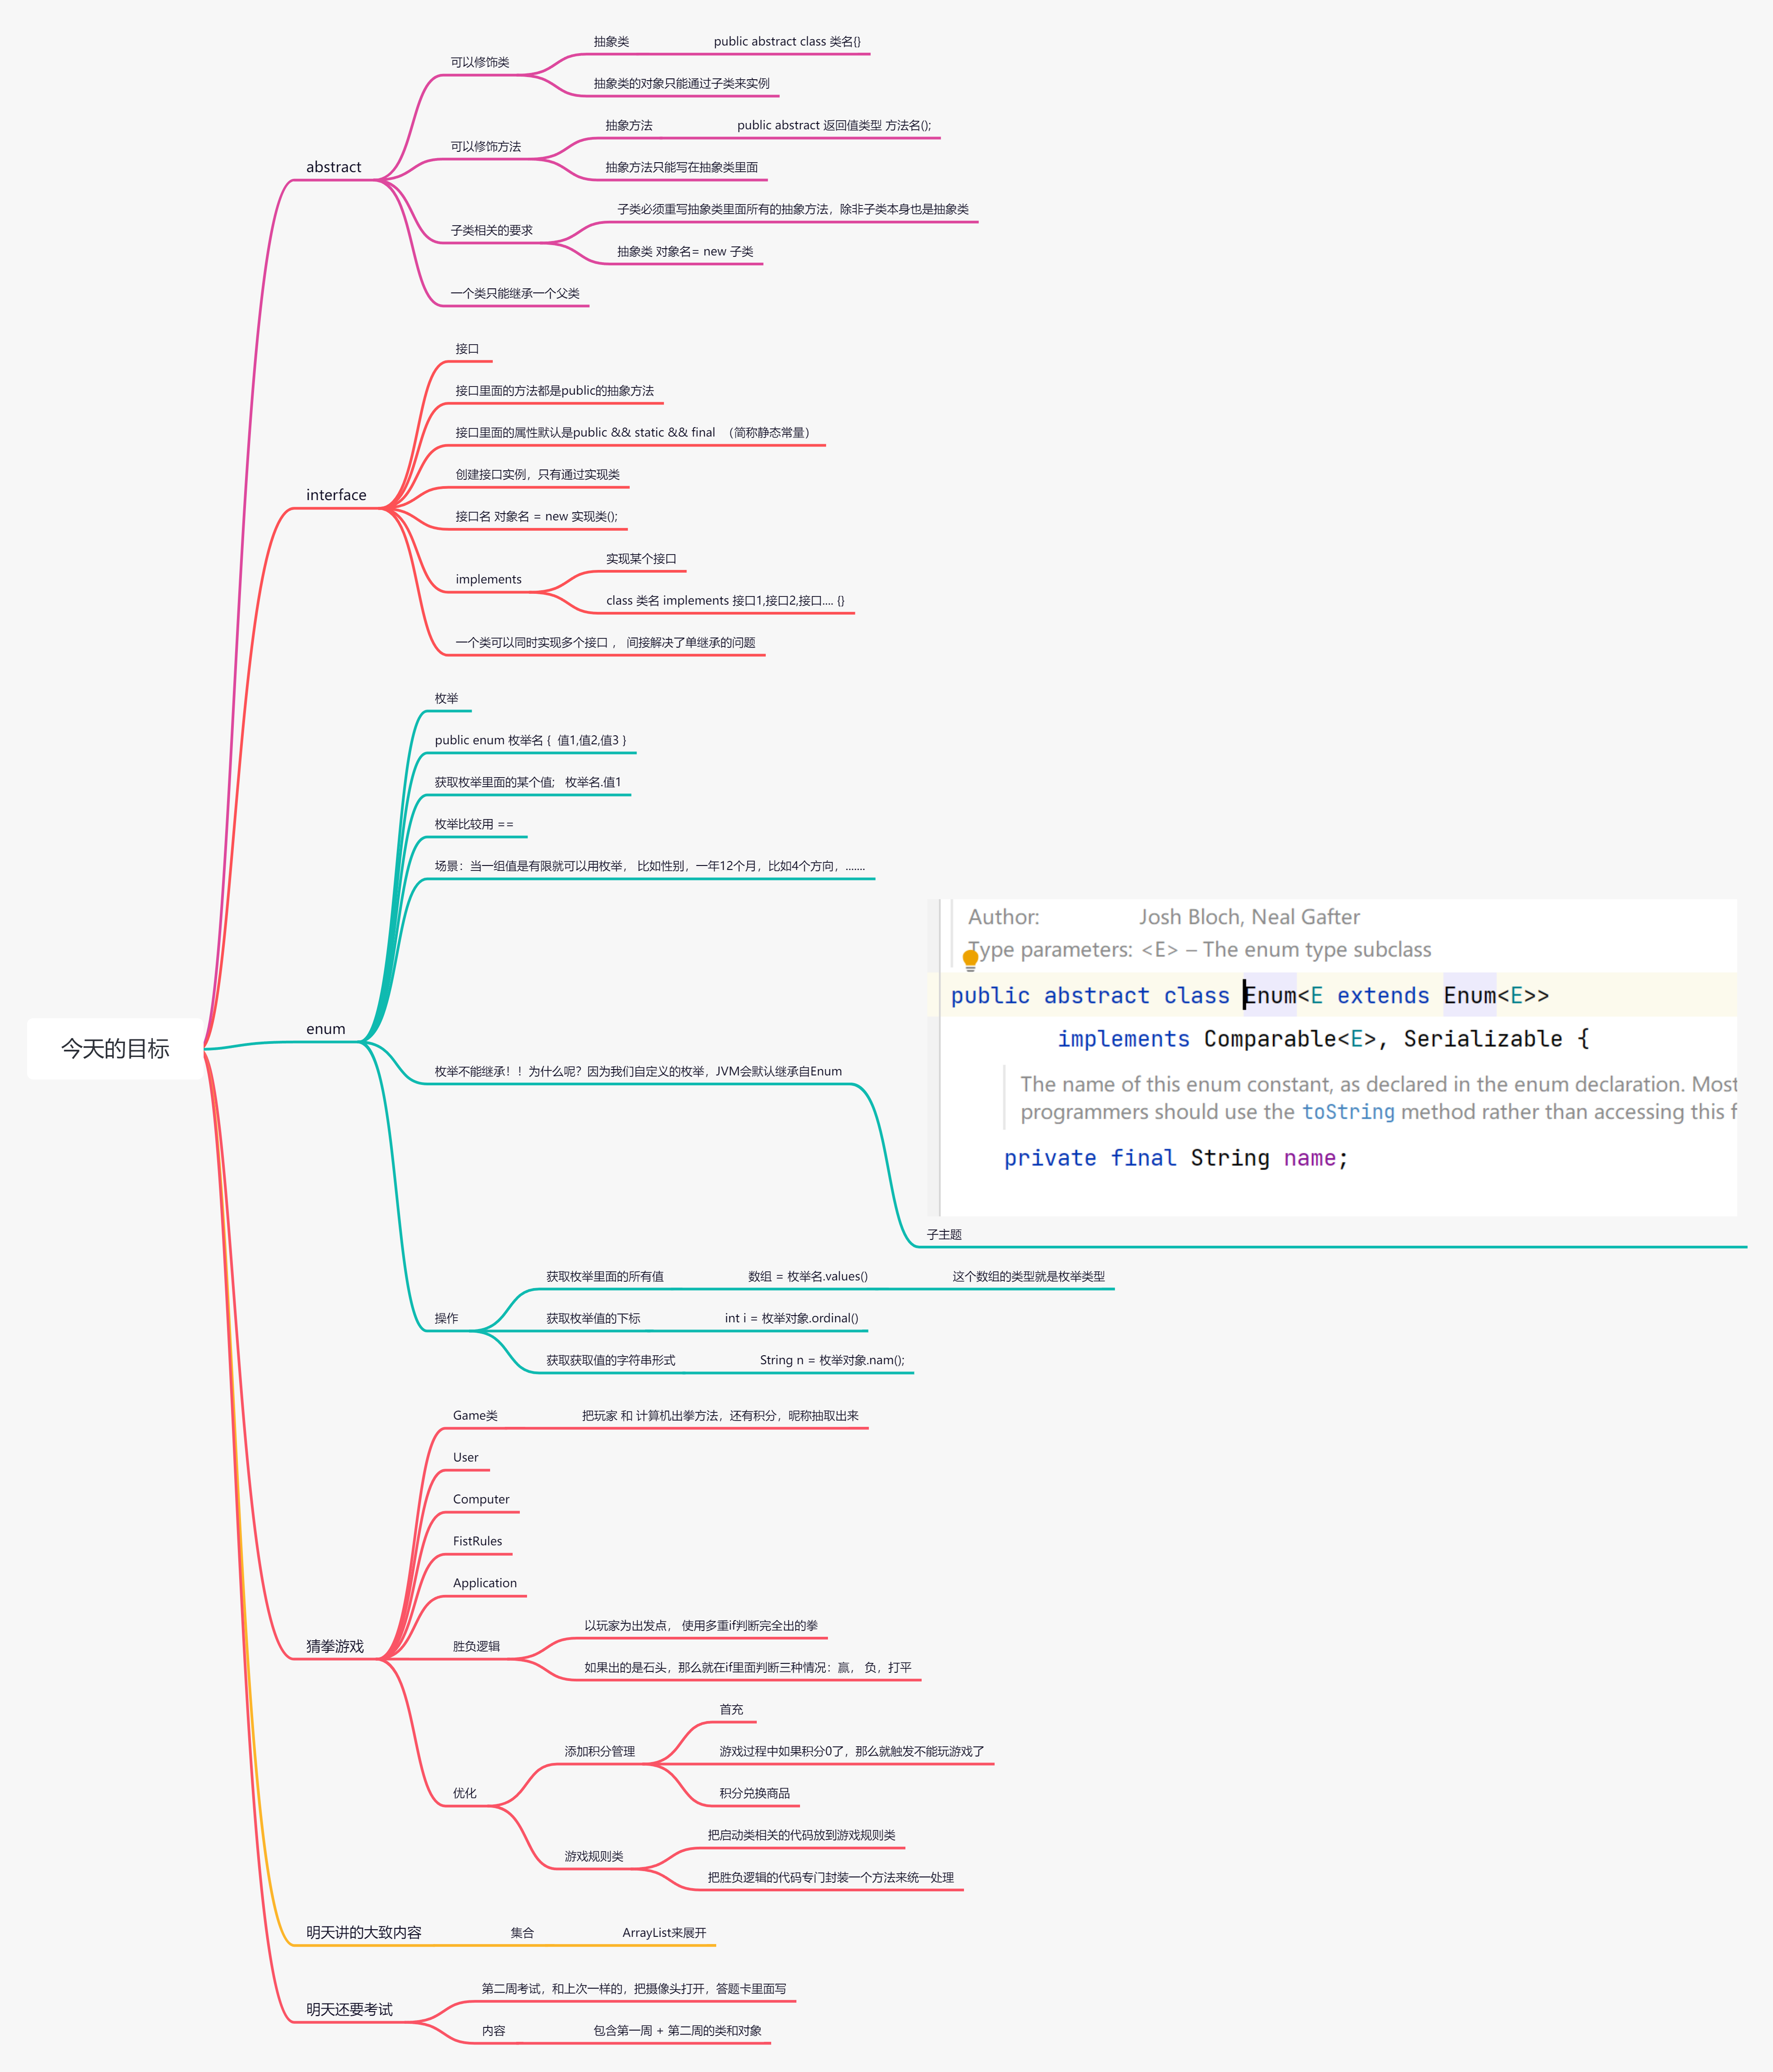 今天的目标
abstract
可以修饰类
抽象类
public abstract class 类名{}
抽象类的对象只能通过子类来实例
可以修饰方法
抽象方法
public abstract 返回值类型 方法名();
抽象方法只能写在抽象类里面
子类相关的要求
子类必须重写抽象类里面所有的抽象方法，除非子类本身也是抽象类
抽象类 对象名= new 子类
一个类只能继承一个父类
interface
接口
接口里面的方法都是public的抽象方法
接口里面的属性默认是public && static && final （简称静态常量）
创建接口实例，只有通过实现类
接口名 对象名 = new 实现类();
implements
实现某个接口
class 类名 implements 接口1,接口2,接口.... {}
一个类可以同时实现多个接口 ， 间接解决了单继承的问题
enum
枚举
public enum 枚举名 { 值1,值2,值3 }
获取枚举里面的某个值; 枚举名.值1
枚举比较用 ==
场景：当一组值是有限就可以用枚举， 比如性别，一年12个月，比如4个方向，.......
枚举不能继承！！为什么呢？因为我们自定义的枚举，JVM会默认继承自Enum
Author: Josh Bloch, Neal Gafter
Type parameters: <E> – The enum type subclass
public abstract class Enum<E extends Enum<E>>
implements Comparable<E>, Serializable {
The name of this enum constant, as declared in the enum declaration. Most
programmers should use the toString method rather than accessing this f
private final String name;
子主题
操作
获取枚举里面的所有值
数组 = 枚举名.values()
这个数组的类型就是枚举类型
获取枚举值的下标
int i = 枚举对象.ordinal()
获取获取值的字符串形式
String n = 枚举对象.nam();
猜拳游戏
Game类
把玩家 和 计算机出拳方法，还有积分，昵称抽取出来
User
Computer
FistRules
Application
胜负逻辑
以玩家为出发点， 使用多重if判断完全出的拳
如果出的是石头，那么就在if里面判断三种情况：赢， 负，打平
优化
添加积分管理
首充
游戏过程中如果积分0了，那么就触发不能玩游戏了
积分兑换商品
游戏规则类
把启动类相关的代码放到游戏规则类
把胜负逻辑的代码专门封装一个方法来统一处理
明天讲的大致内容
集合
ArrayList来展开
明天还要考试
第二周考试，和上次一样的，把摄像头打开，答题卡里面写
内容
包含第一周 + 第二周的类和对象